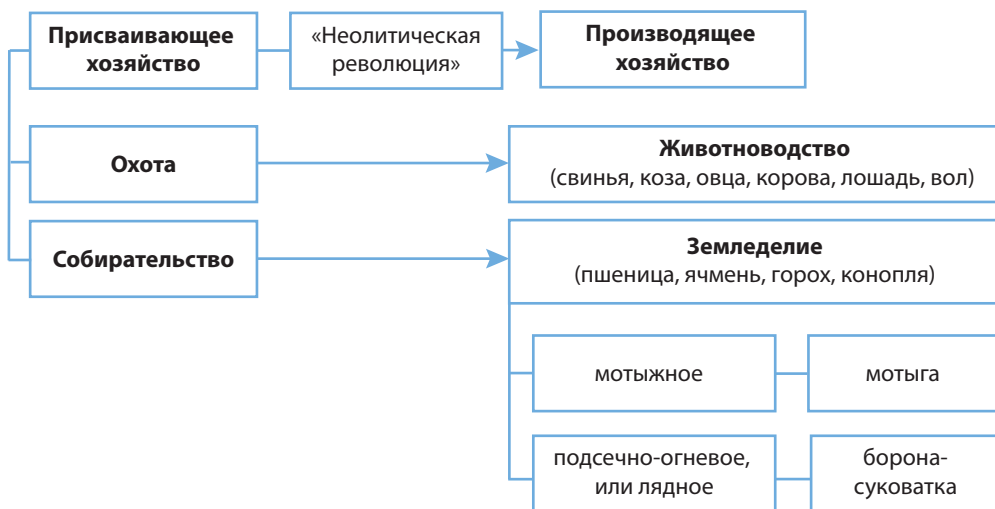 Присваивающее
хозяйство
«Неолитическая
революция»
Производящее
хозяйство
Охота
Животноводство
(свинья, коза, овца, корова, лошадь, вол)
Собирательство
Земледелие
(пшеница, ячмень, горох, конопля)
мотыжное
мотыга
подсечно-огневое,
или лядное
борона-
суковатка